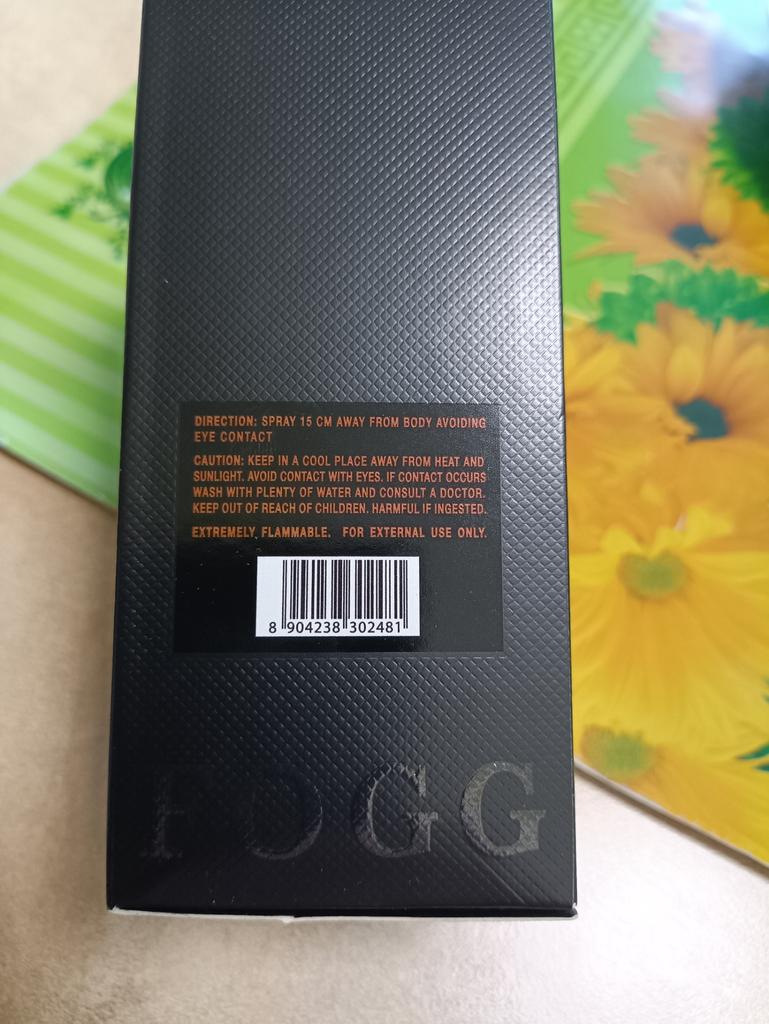 DIRECTION: SPRAY 15 CM AWAY FROM BODY AVOIDING
EYE CONTACT
CAUTION: KEEP IN A COOL PLACE AWAY FROM HEAT AND
SUNLIGHT. AVOID CONTACT WITH EYES. IF CONTACT OCCURS
WASH WITH PLENTY OF WATER AND CONSULT A DOCTOR.
KEEP OUT OF REACH OF CHILDREN. HARMFUL IF INGESTED.
EXTREMELY FLAMMABLE. FOR EXTERNAL USE ONLY.
8 904238 302481
FOGG